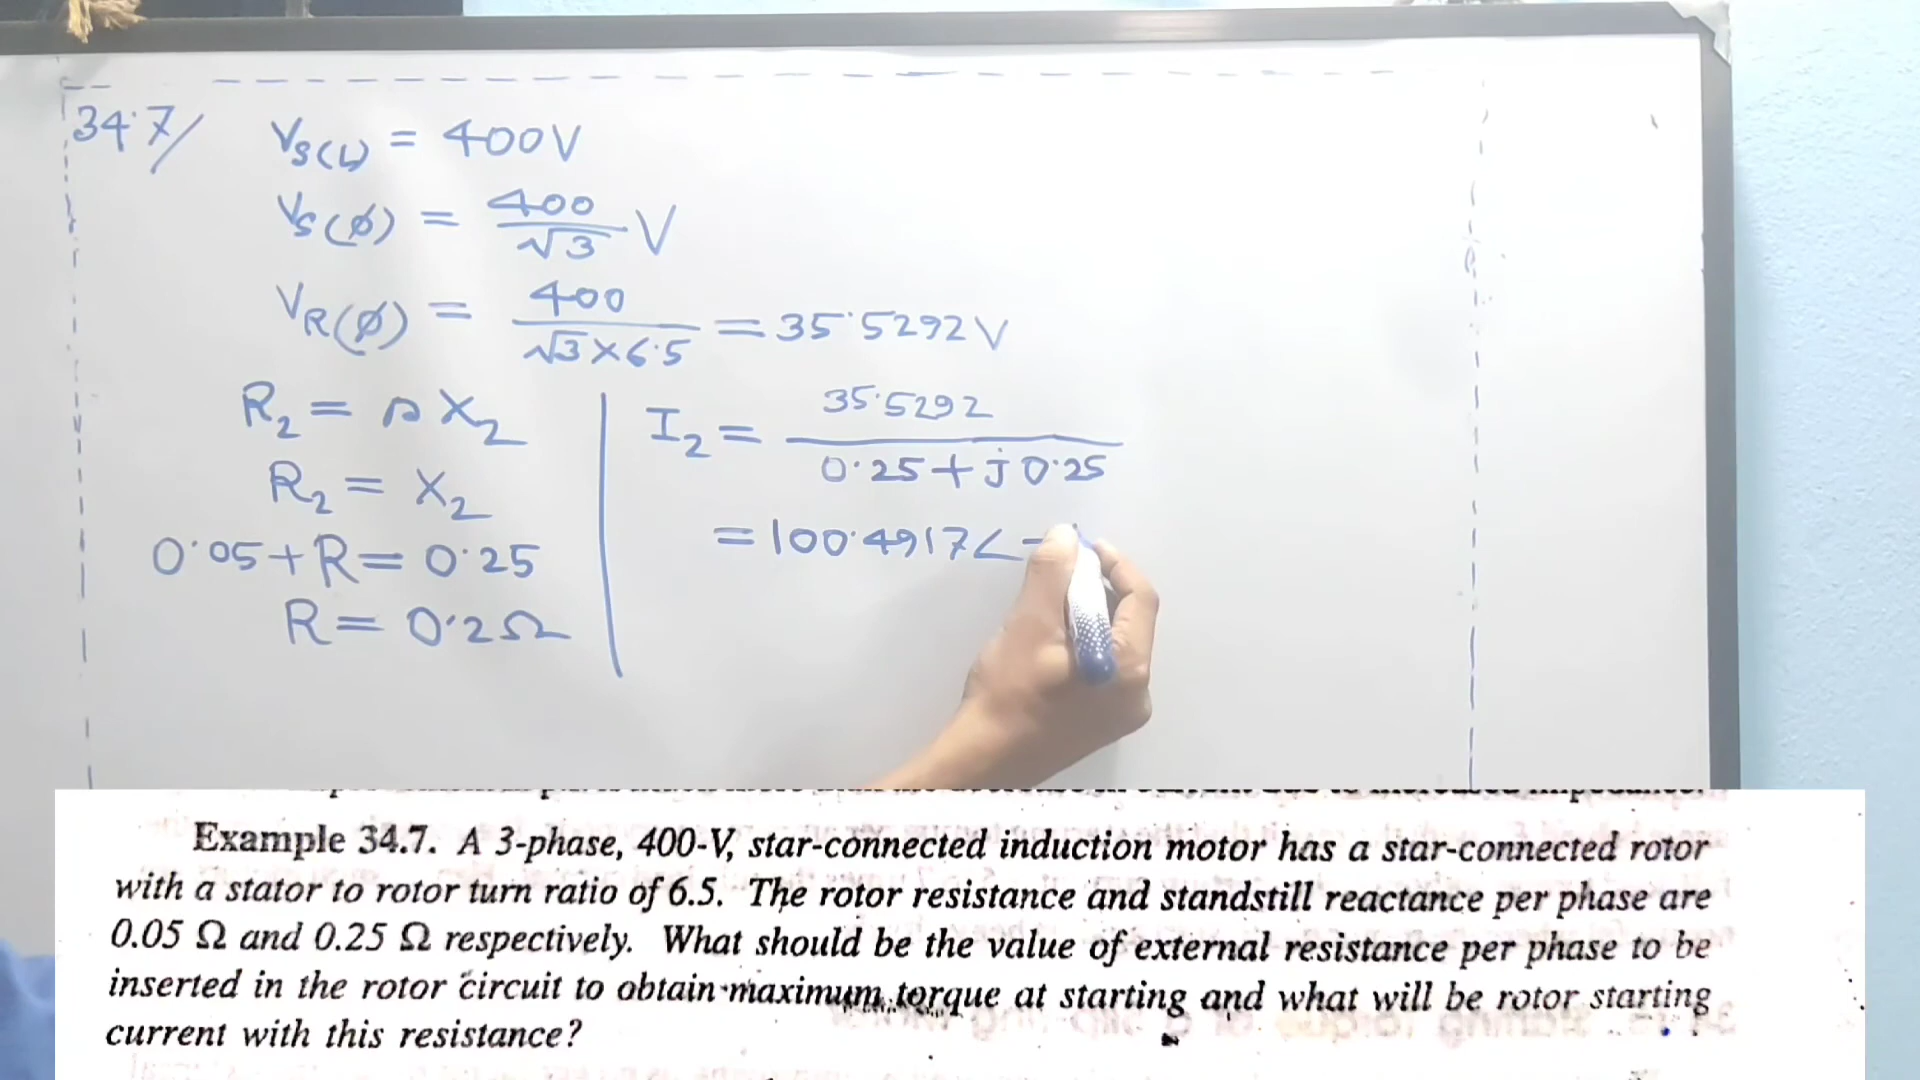 34.7/
V_S(L) = 400V
V_S(φ) = 400/√3 V
V_R(φ) = 400/(√3×6.5) = 35.5292 V
R₂ = s X₂
R₂ = X₂
0.05 + R = 0.25
R = 0.2Ω
I₂ = 35.5292/(0.25 + j0.25)
= 100.4917∠-
Example 34.7. A 3-phase, 400-V, star-connected induction motor has a star-connected rotor
with a stator to rotor turn ratio of 6.5. The rotor resistance and standstill reactance per phase are
0.05 Ω and 0.25 Ω respectively. What should be the value of external resistance per phase to be
inserted in the rotor circuit to obtain maximum torque at starting and what will be rotor starting
current with this resistance?